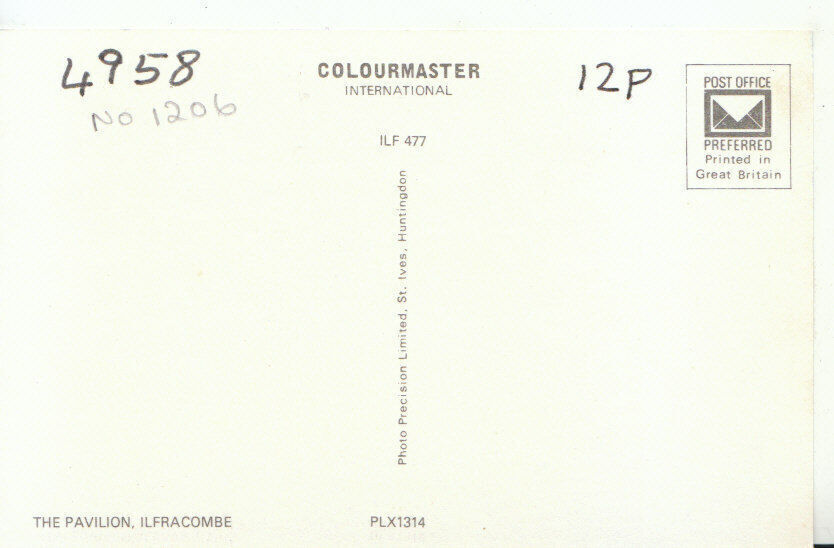 4958
No 1206
COLOURMASTER
INTERNATIONAL
12P
POST OFFICE
PREFERRED
Printed in
Great Britain
ILF 477
Photo Precision Limited, St. Ives, Huntingdon
THE PAVILION, ILFRACOMBE
PLX1314